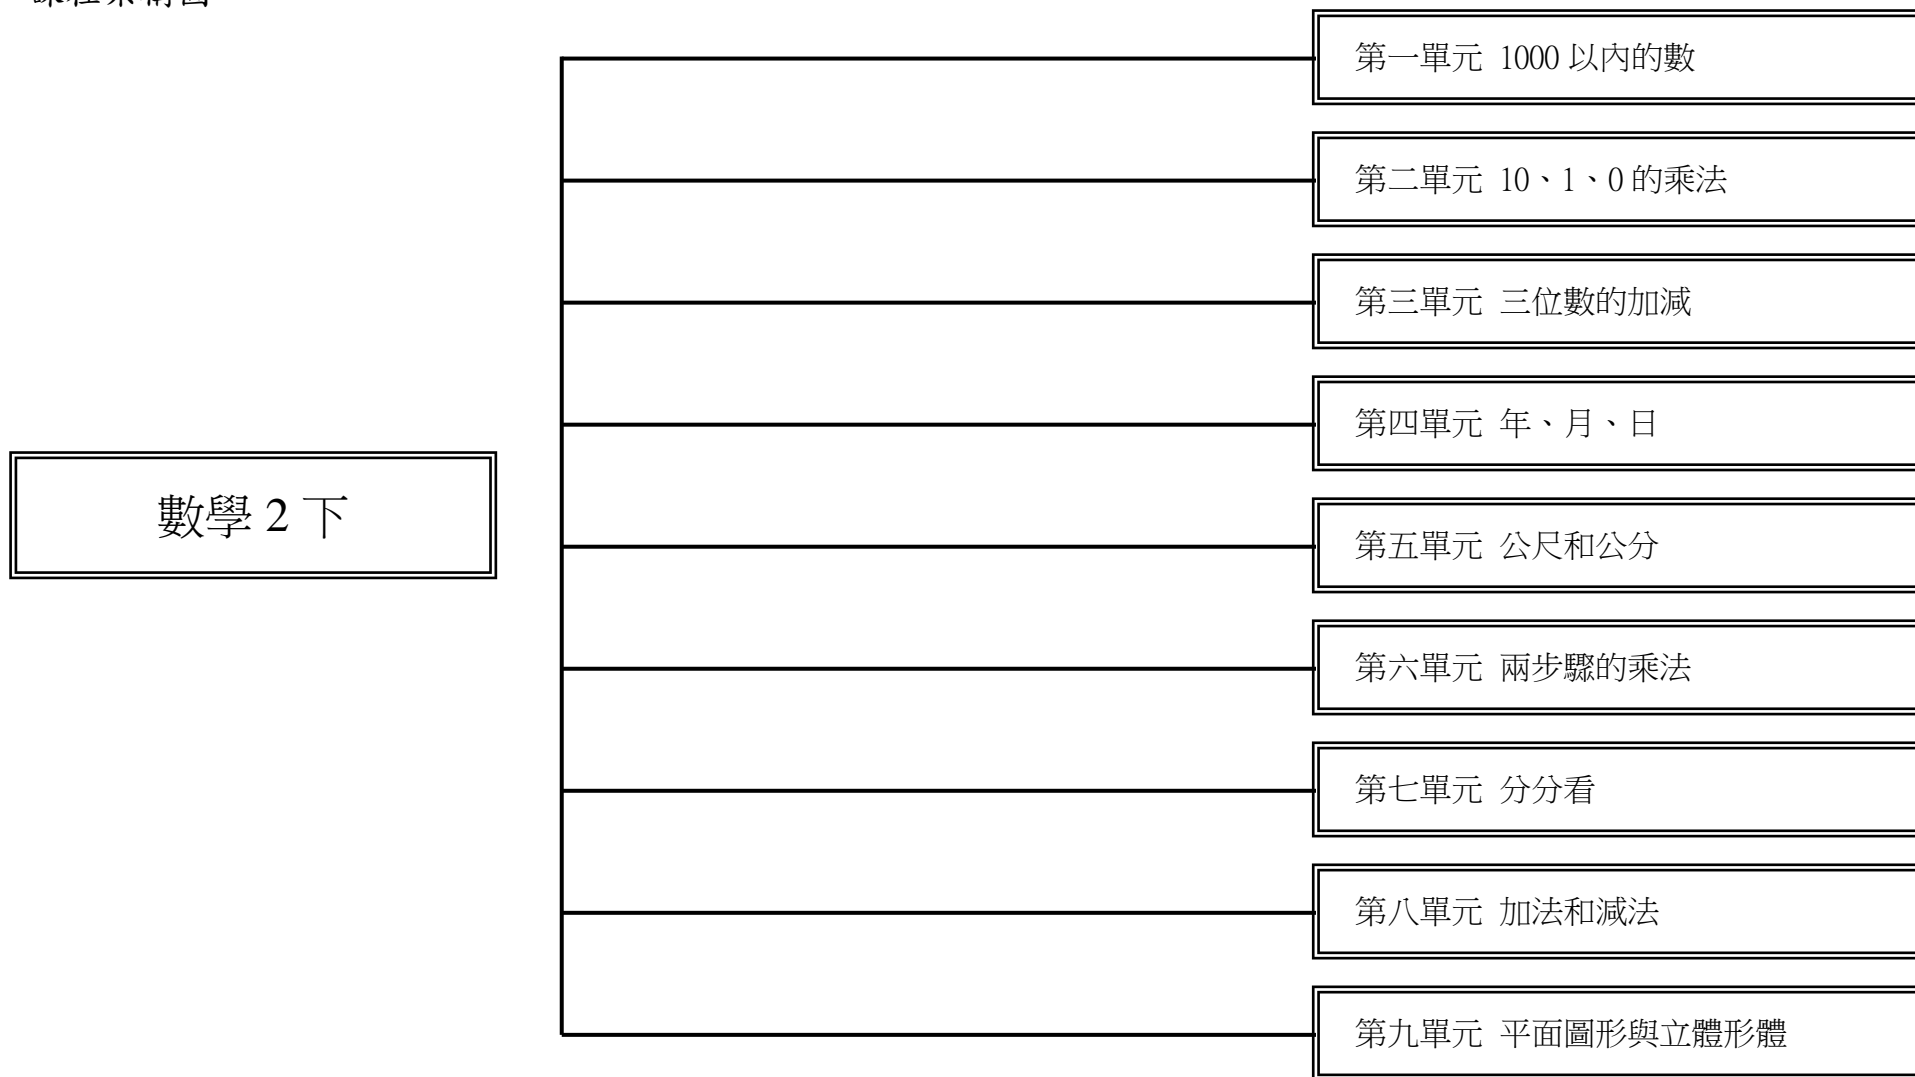 數學 2 下
第一單元 1000 以內的數
第二單元 10、1、0 的乘法
第三單元 三位數的加減
第四單元 年、月、日
第五單元 公尺和公分
第六單元 兩步驟的乘法
第七單元 分分看
第八單元 加法和減法
第九單元 平面圖形與立體形體